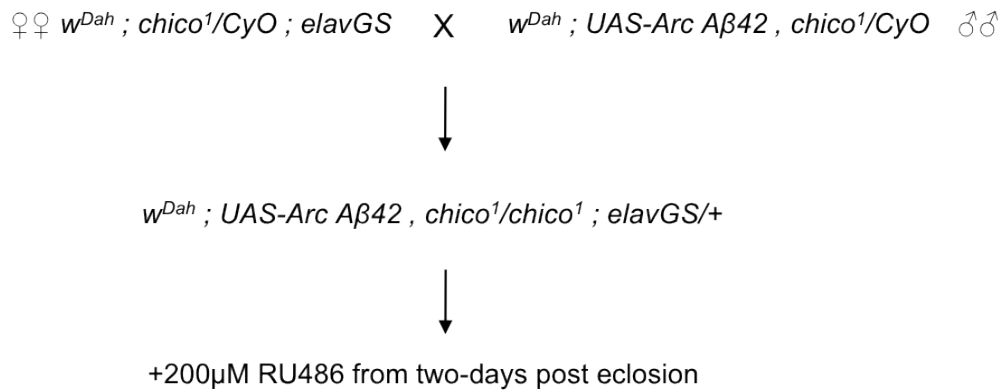 ♀♀ w^Dah ; chico¹/CyO ; elavGS X w^Dah ; UAS-Arc Aβ42 , chico¹/CyO ♂♂
w^Dah ; UAS-Arc Aβ42 , chico¹/chico¹ ; elavGS/+
+200µM RU486 from two-days post eclosion